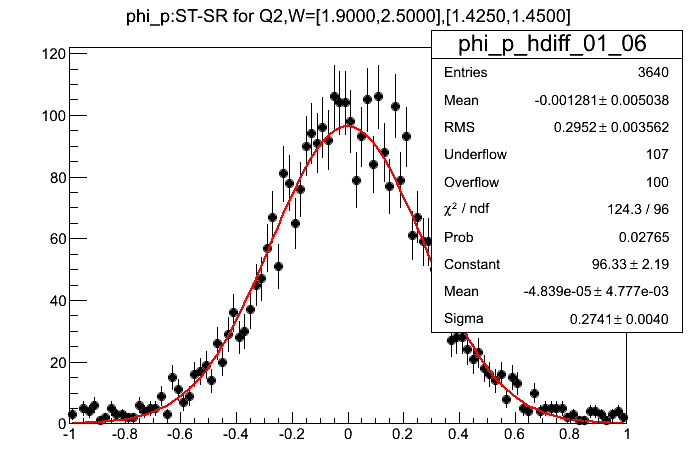 phi_p:ST-SR for Q2,W=[1.9000,2.5000],[1.4250,1.4500]
phi_p_hdiff_01_06
Entries 3640
Mean -0.001281± 0.005038
RMS 0.2952± 0.003562
Underflow 107
Overflow 100
χ² / ndf 124.3 / 96
Prob 0.02765
Constant 96.33 ± 2.19
Mean -4.839e-05± 4.777e-03
Sigma 0.2741± 0.0040
120
100
80
60
40
20
0
-1 -0.8 -0.6 -0.4 -0.2 0 0.2 0.4 0.6 0.8 1